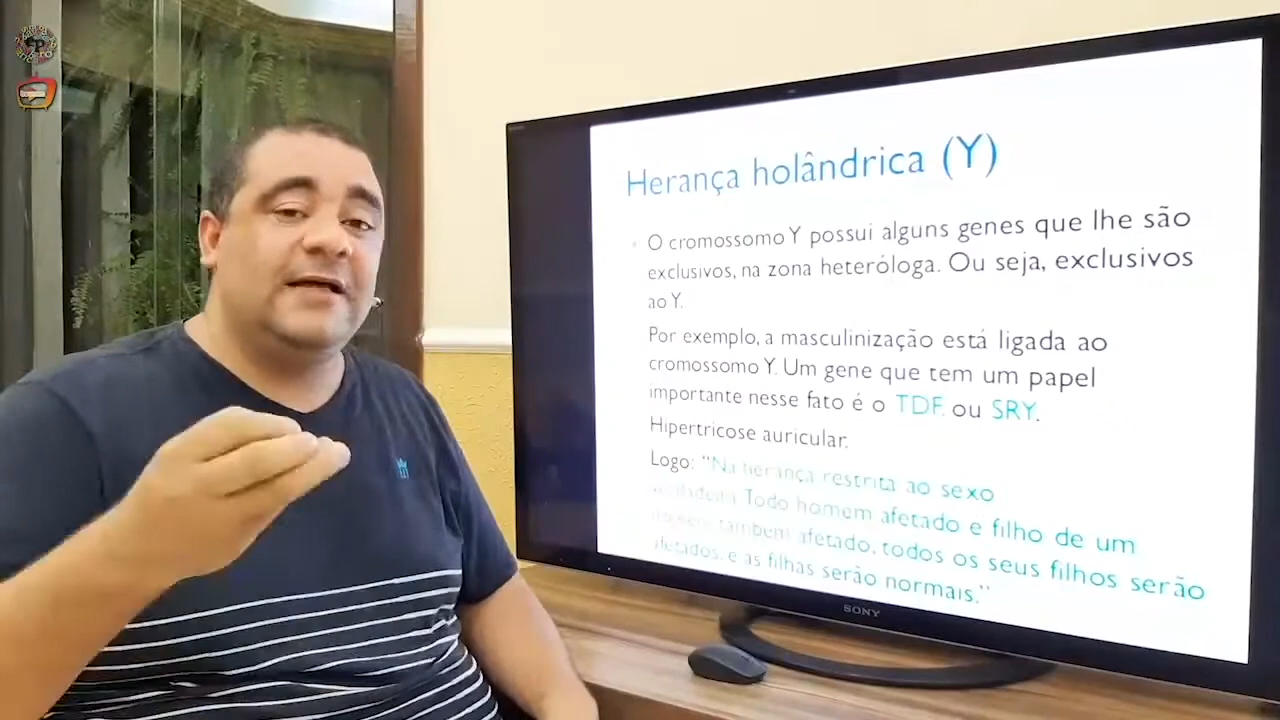 Herança holândrica (Y)
O cromossomo Y possui alguns genes que lhe são
exclusivos, na zona heteróloga. Ou seja, exclusivos
ao Y.
Por exemplo, a masculinização está ligada ao
cromossomo Y. Um gene que tem um papel
importante nesse fato é o TDF. ou SRY.
Hipertricose auricular.
Logo: "Na herança restrita ao sexo
verdadeira Todo homem afetado e filho de um
homem também afetado, todos os seus filhos serão
afetados, e as filhas serão normais."
SONY